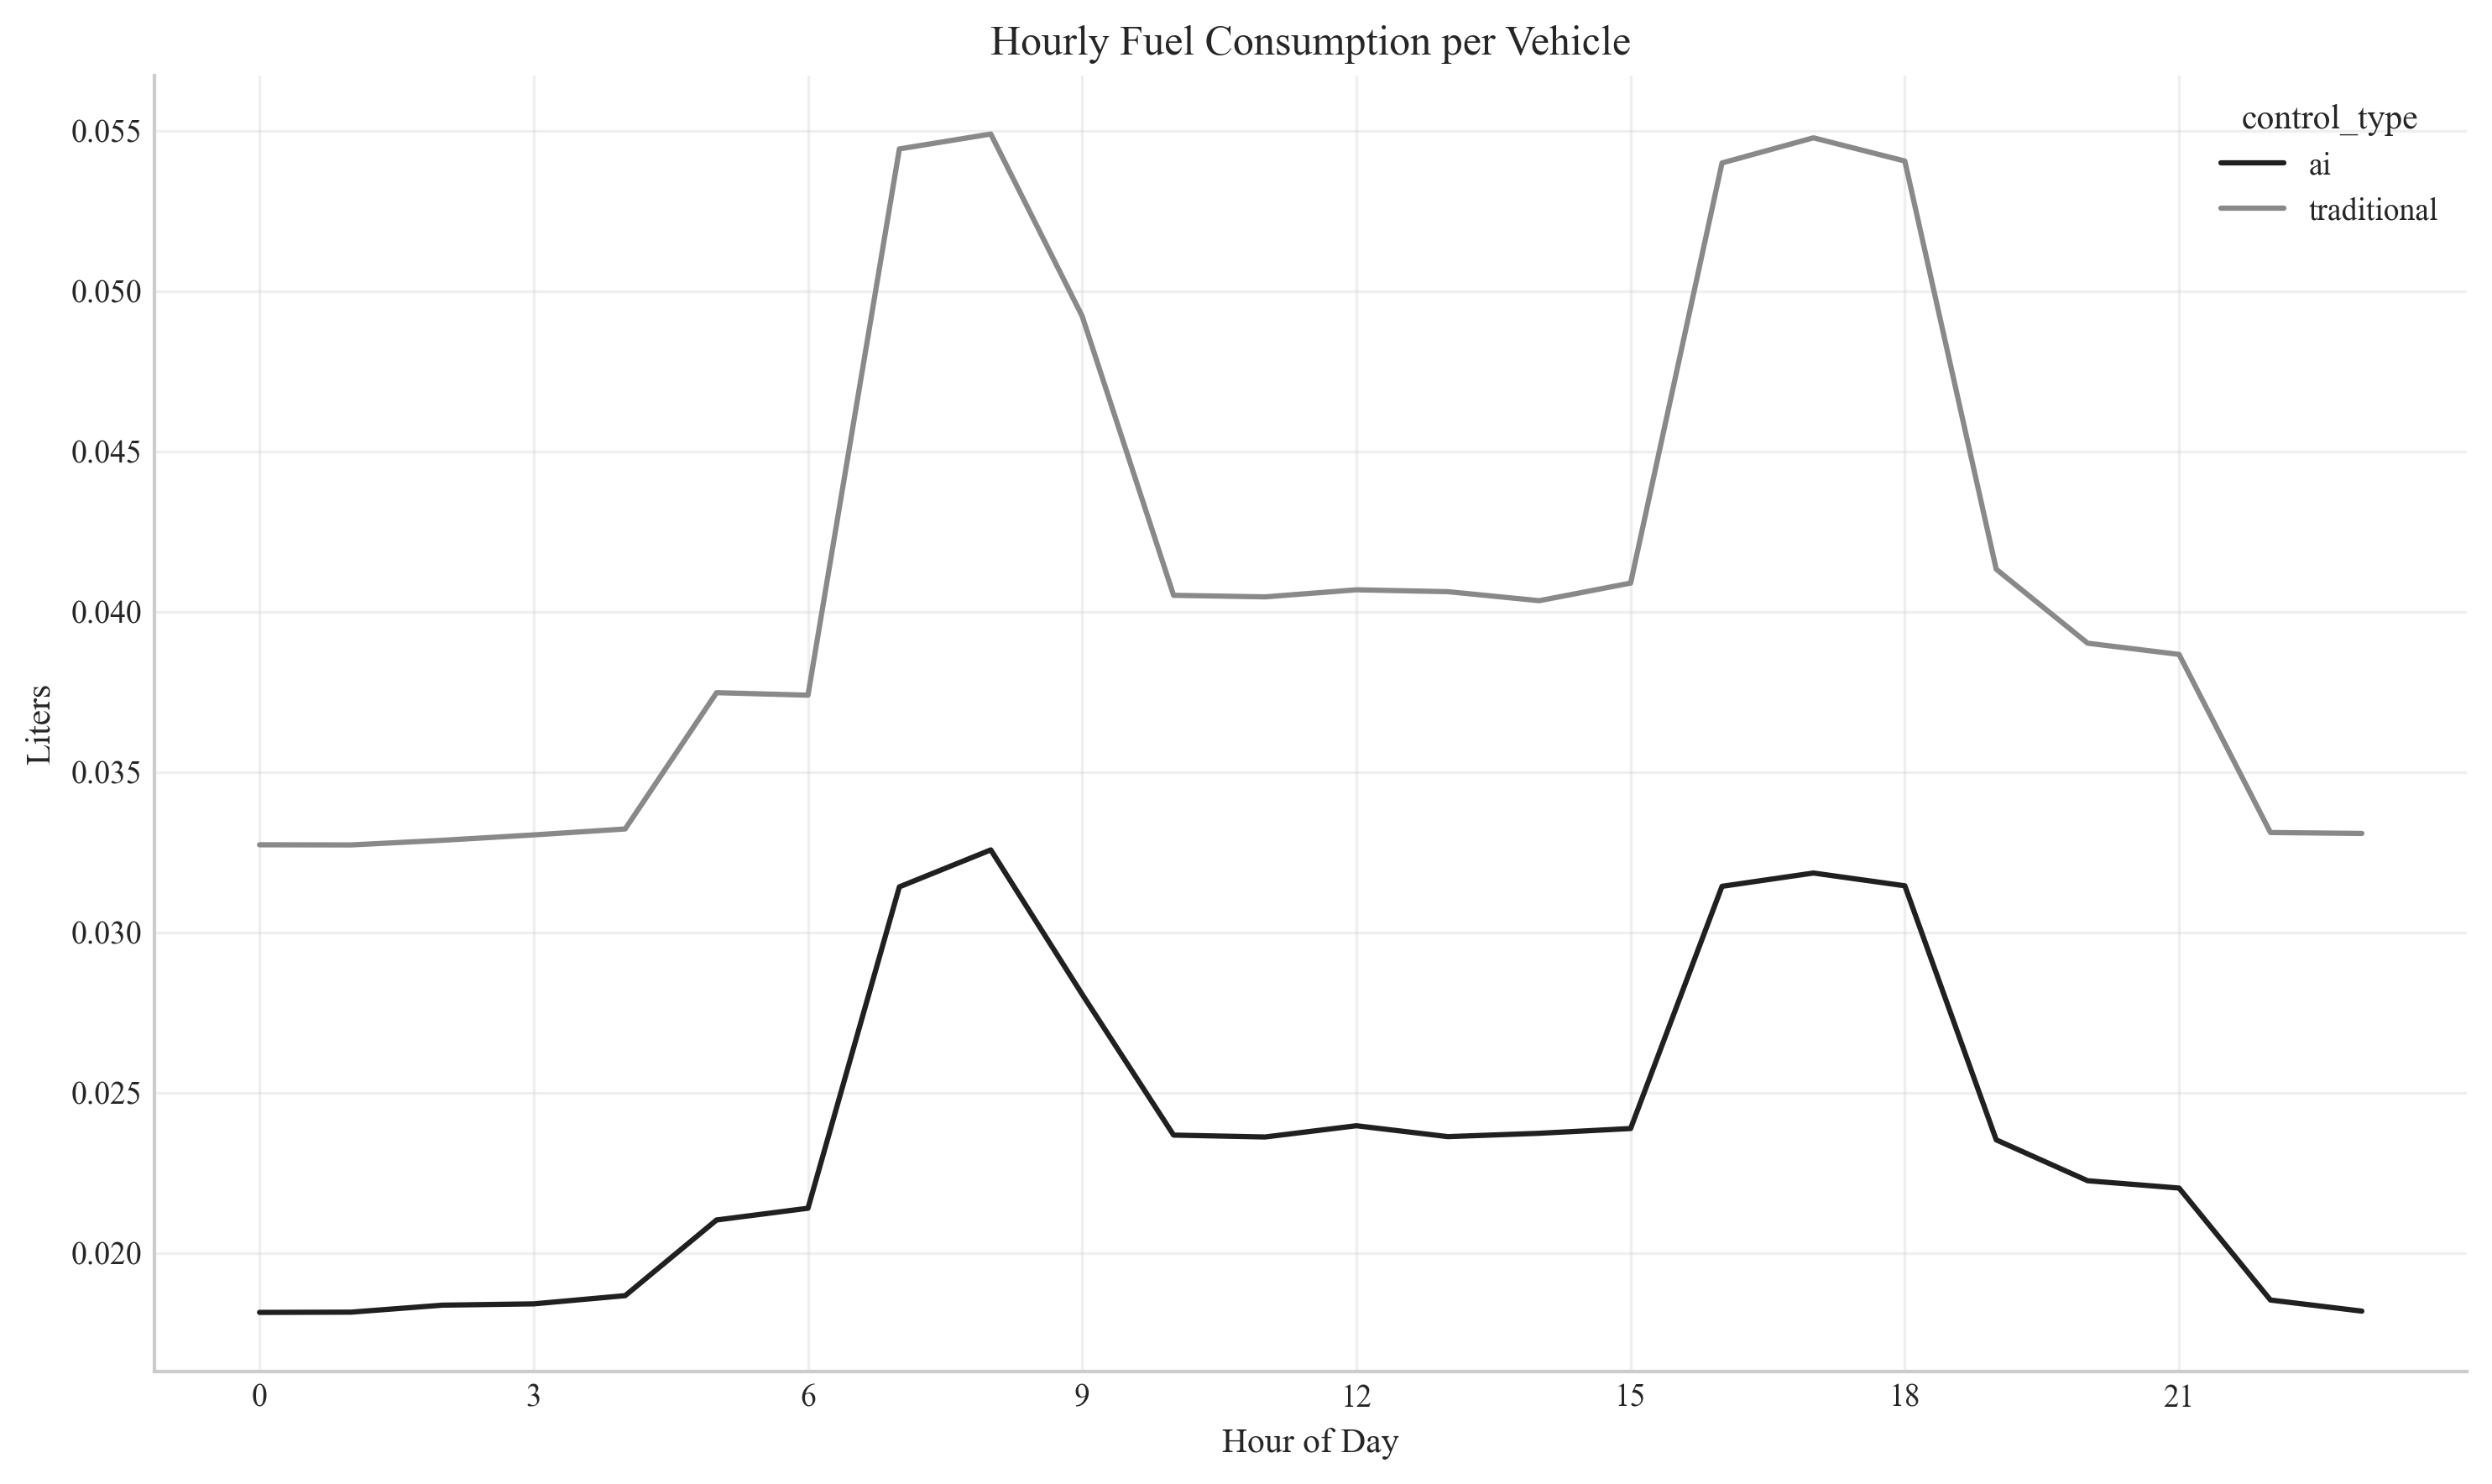 Hourly Fuel Consumption per Vehicle
control_type
ai
traditional
0.055
0.050
0.045
0.040
0.035
0.030
0.025
0.020
Liters
0 3 6 9 12 15 18 21
Hour of Day